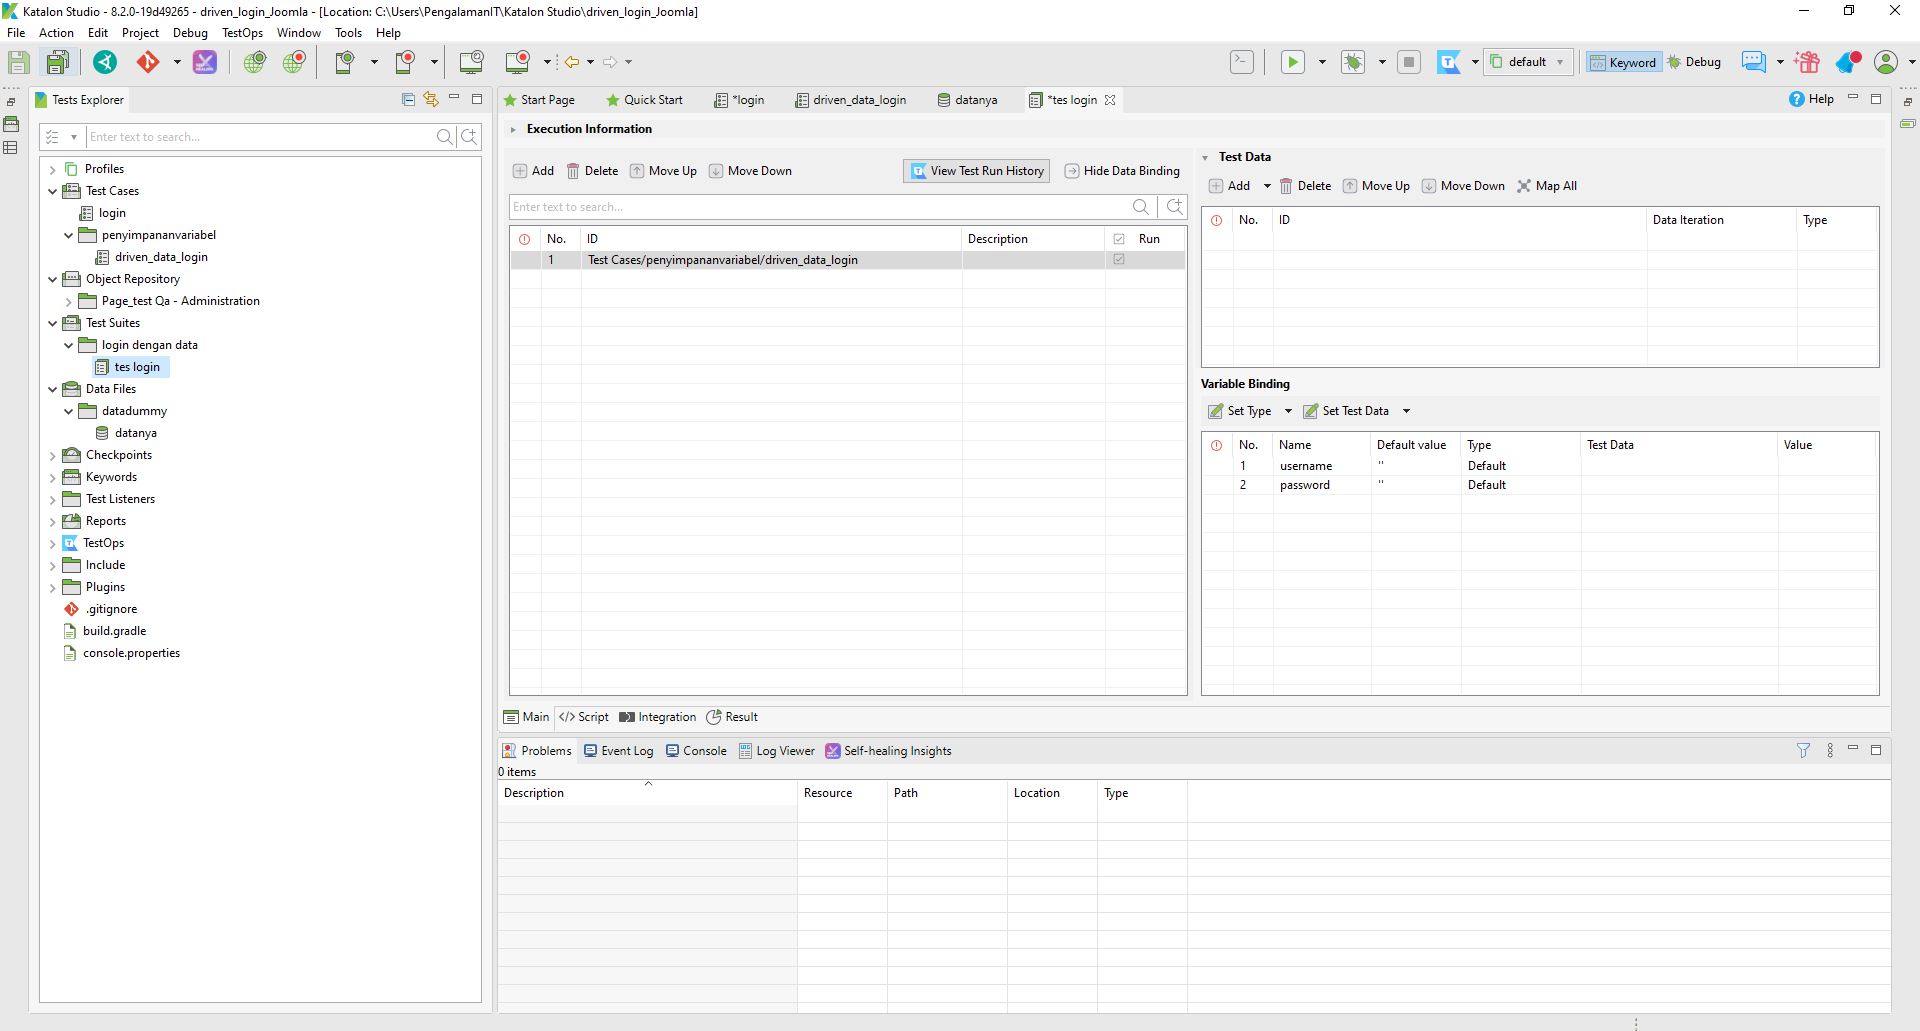 Katalon Studio - 8.2.0-19d49265 - driven_login_Joomla - [Location: C:\Users\PengalamanIT\Katalon Studio\driven_login_Joomla]
File Action Edit Project Debug TestOps Window Tools Help
default Keyword Debug
Tests Explorer
Enter text to search...
Profiles
Test Cases
login
penyimpananvariabel
driven_data_login
Object Repository
Page_test Qa - Administration
Test Suites
login dengan data
tes login
Data Files
datadummy
datanya
Checkpoints
Keywords
Test Listeners
Reports
TestOps
Include
Plugins
.gitignore
build.gradle
console.properties
Start Page Quick Start *login driven_data_login datanya *tes login Help
Execution Information
Add Delete Move Up Move Down View Test Run History Hide Data Binding
Enter text to search...
No. ID Description Run
1 Test Cases/penyimpananvariabel/driven_data_login
Test Data
Add Delete Move Up Move Down Map All
No. ID Data Iteration Type
Variable Binding
Set Type Set Test Data
No. Name Default value Type Test Data Value
1 username '' Default
2 password '' Default
Main </> Script Integration Result
Problems Event Log Console Log Viewer Self-healing Insights
0 items
Description Resource Path Location Type